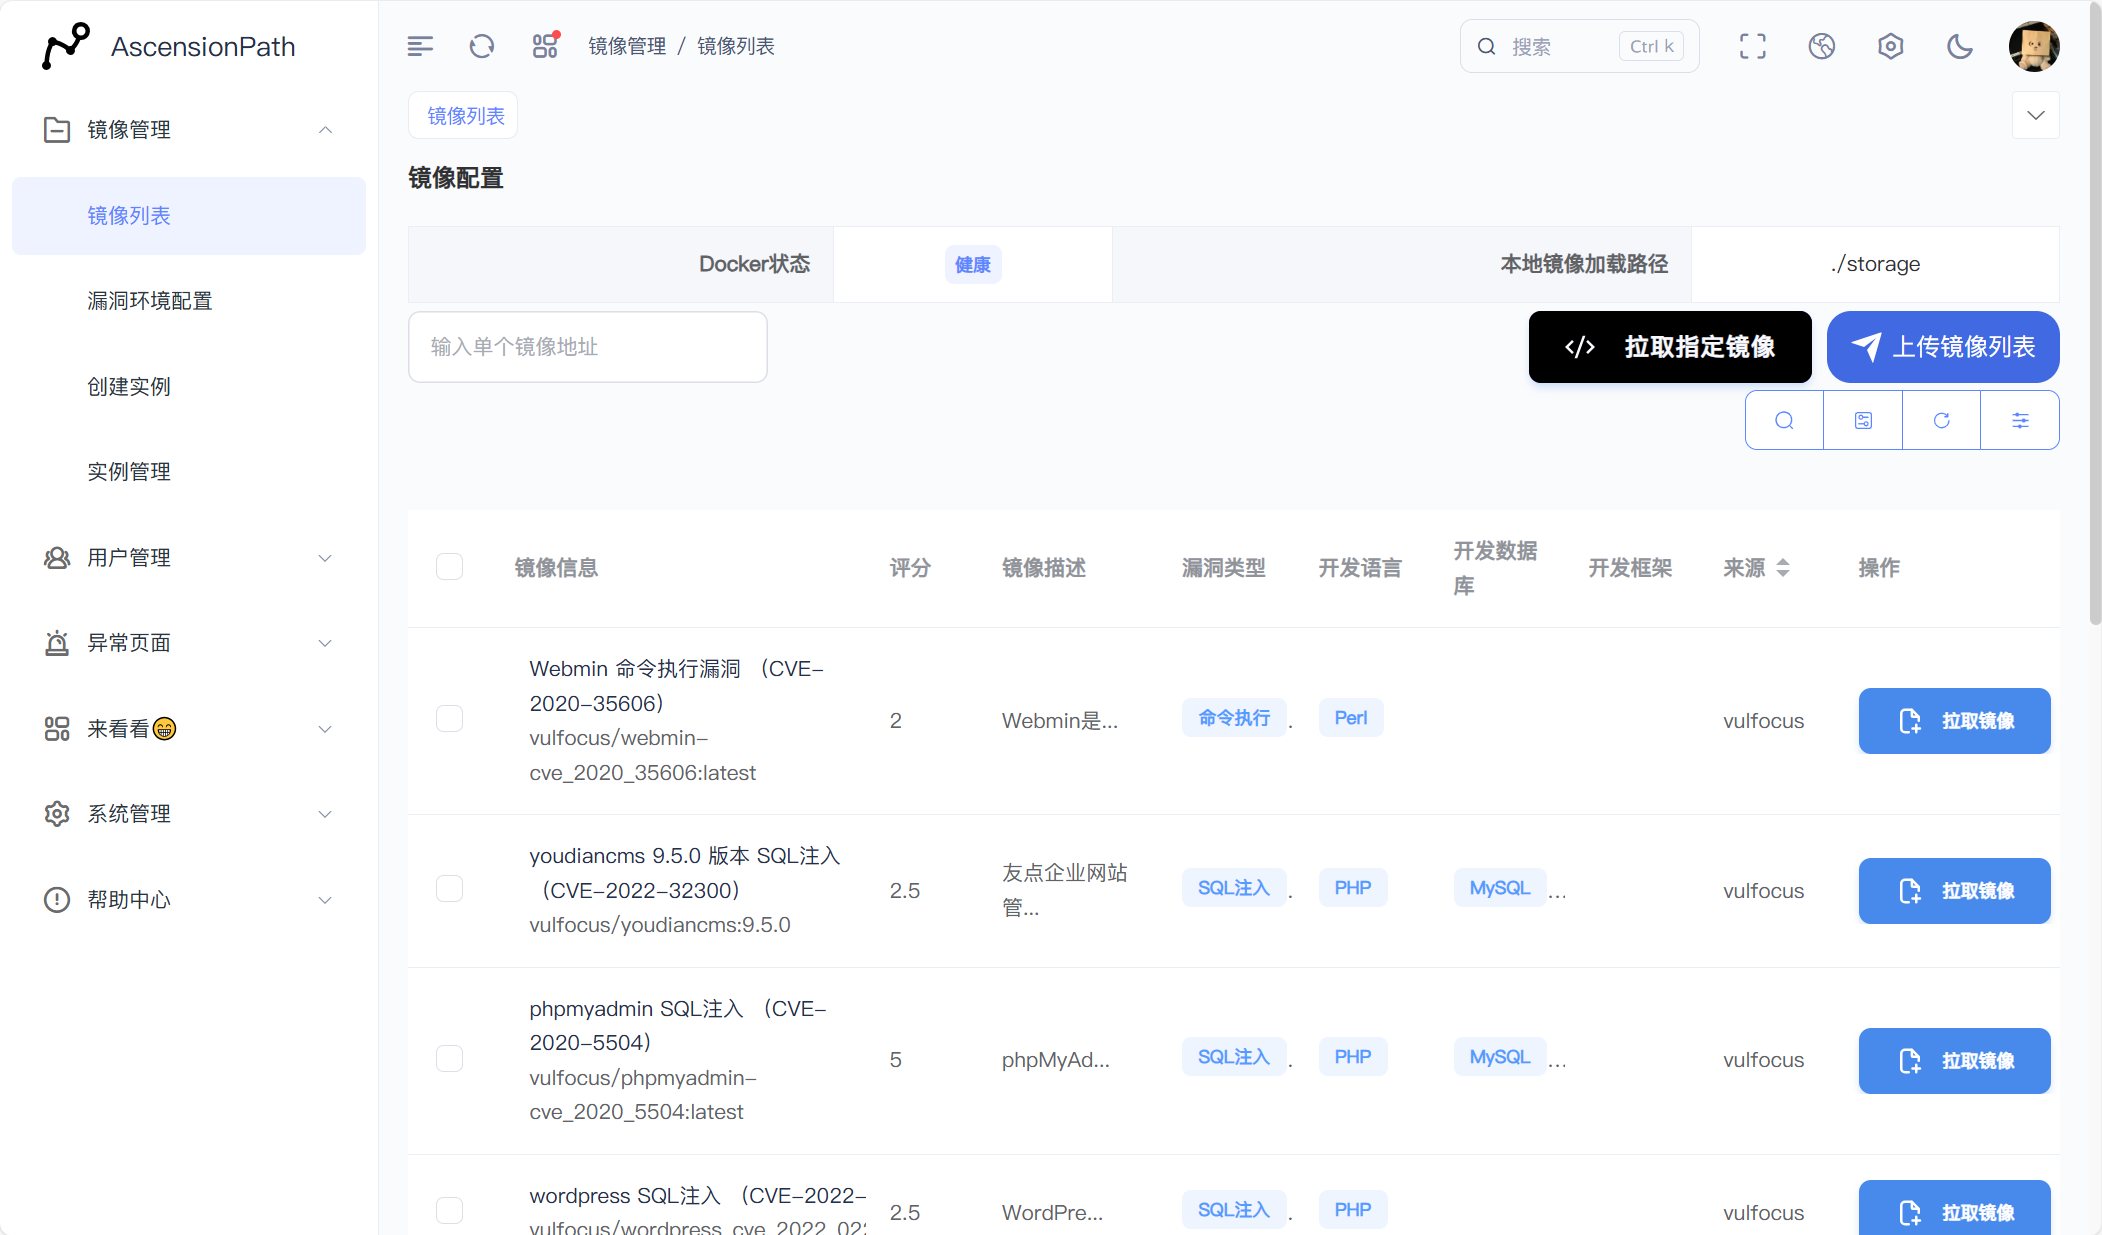 AscensionPath
镜像管理
镜像列表
漏洞环境配置
创建实例
实例管理
用户管理
异常页面
来看看😁
系统管理
帮助中心
镜像管理 / 镜像列表
搜索 Ctrl k
镜像列表
镜像配置
Docker状态 健康 本地镜像加载路径 ./storage
输入单个镜像地址
拉取指定镜像
上传镜像列表
镜像信息 评分 镜像描述 漏洞类型 开发语言 开发数据库 开发框架 来源 操作
Webmin 命令执行漏洞 （CVE-
2020-35606）
vulfocus/webmin-
cve_2020_35606:latest
2
Webmin是...
命令执行 .
Perl
vulfocus
拉取镜像
youdiancms 9.5.0 版本 SQL注入
（CVE-2022-32300）
vulfocus/youdiancms:9.5.0
2.5
友点企业网站
管...
SQL注入 .
PHP
MySQL ...
vulfocus
拉取镜像
phpmyadmin SQL注入 （CVE-
2020-5504）
vulfocus/phpmyadmin-
cve_2020_5504:latest
5
phpMyAd...
SQL注入 .
PHP
MySQL ...
vulfocus
拉取镜像
wordpress SQL注入 （CVE-2022-
vulfocus/wordpress_cve_2022_02
2.5
WordPre...
SQL注入 .
PHP
vulfocus
拉取镜像